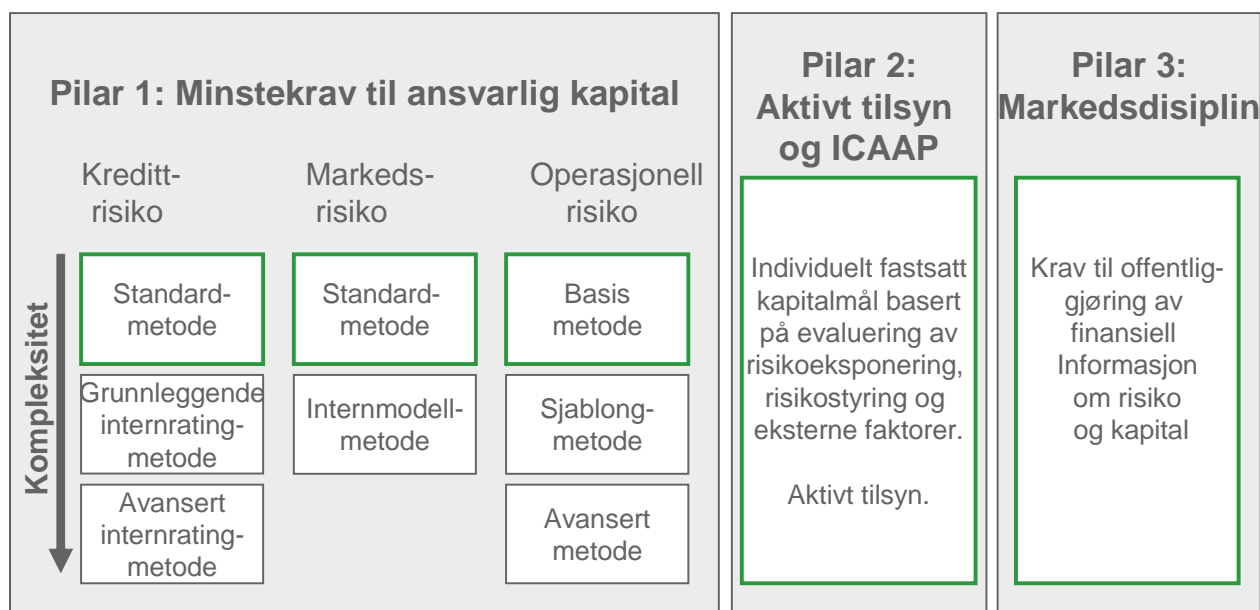 Pilar 1: Minstekrav til ansvarlig kapital
Kreditt-
risiko
Markeds-
risiko
Operasjonell
risiko
Kompleksitet
Standard-
metode
Standard-
metode
Basis
metode
Grunnleggende
internrating-
metode
Internmodell-
metode
Sjablong-
metode
Avansert
internrating-
metode
Avansert
metode
Pilar 2:
Aktivt tilsyn
og ICAAP
Individuelt fastsatt
kapitalmål basert
på evaluering av
risikoeksponering,
risikostyring og
eksterne faktorer.
Aktivt tilsyn.
Pilar 3:
Markedsdisiplin
Krav til offentlig-
gjøring av
finansiell
Informasjon
om risiko
og kapital